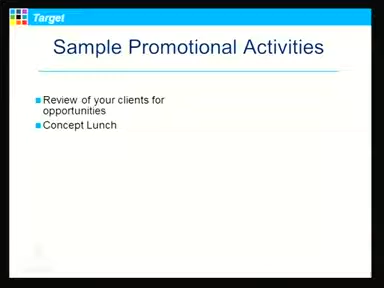 Target
Sample Promotional Activities
Review of your clients for
opportunities
Concept Lunch